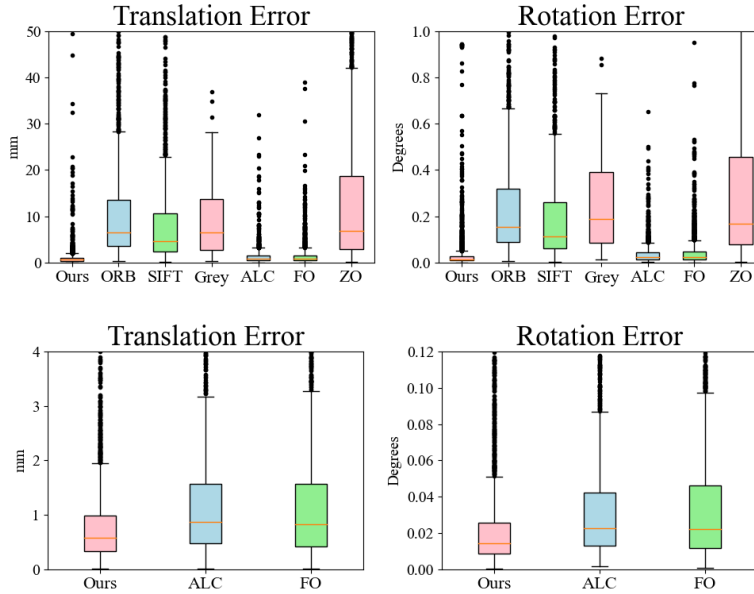 Translation Error
50
40
30
20
10
0
mm
Ours ORB SIFT Grey ALC FO ZO
Rotation Error
1.0
0.8
0.6
0.4
0.2
0.0
Degrees
Ours ORB SIFT Grey ALC FO ZO
Translation Error
4
3
2
1
0
mm
Ours ALC FO
Rotation Error
0.12
0.10
0.08
0.06
0.04
0.02
0.00
Degrees
Ours ALC FO